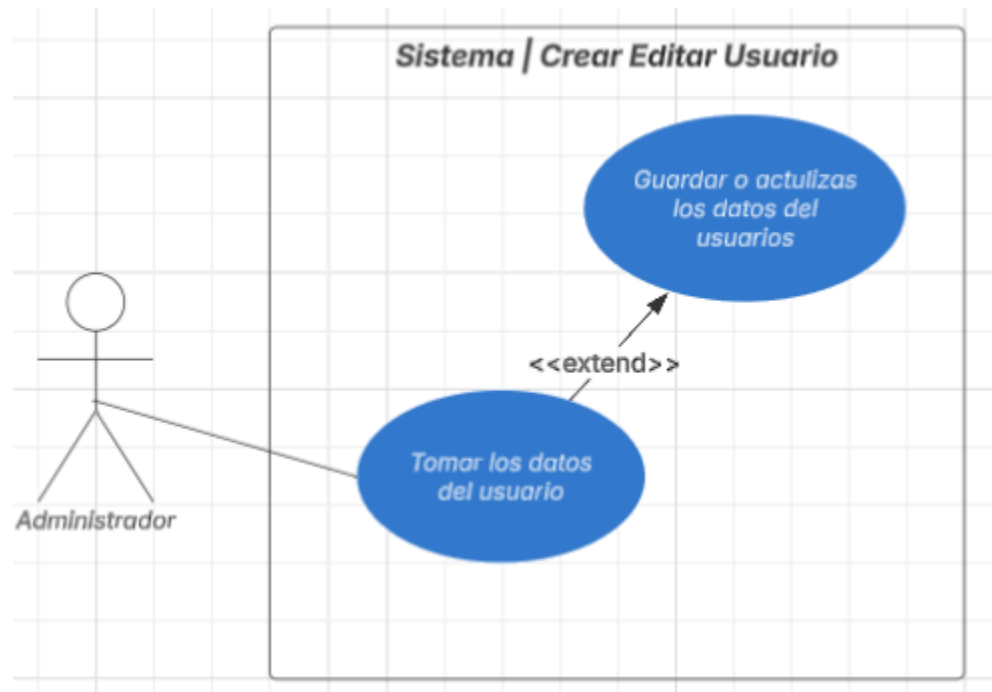 Sistema | Crear Editar Usuario
Guardar o actulizas
los datos del
usuarios
<<extend>>
Tomar los datos
del usuario
Administrador